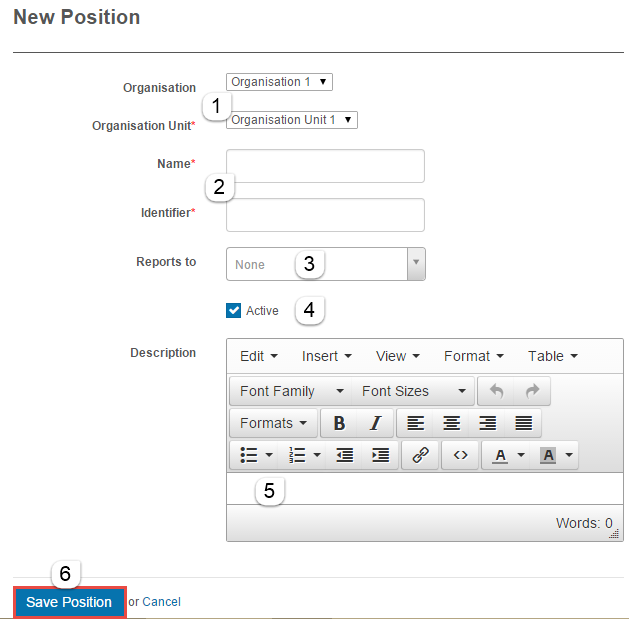 New Position
Organisation Organisation 1
1
Organisation Unit* Organisation Unit 1
Name*
2
Identifier*
Reports to None 3
Active 4
Description Edit Insert View Format Table
Font Family Font Sizes
Formats B I
A A
5
Words: 0
6
Save Position or Cancel